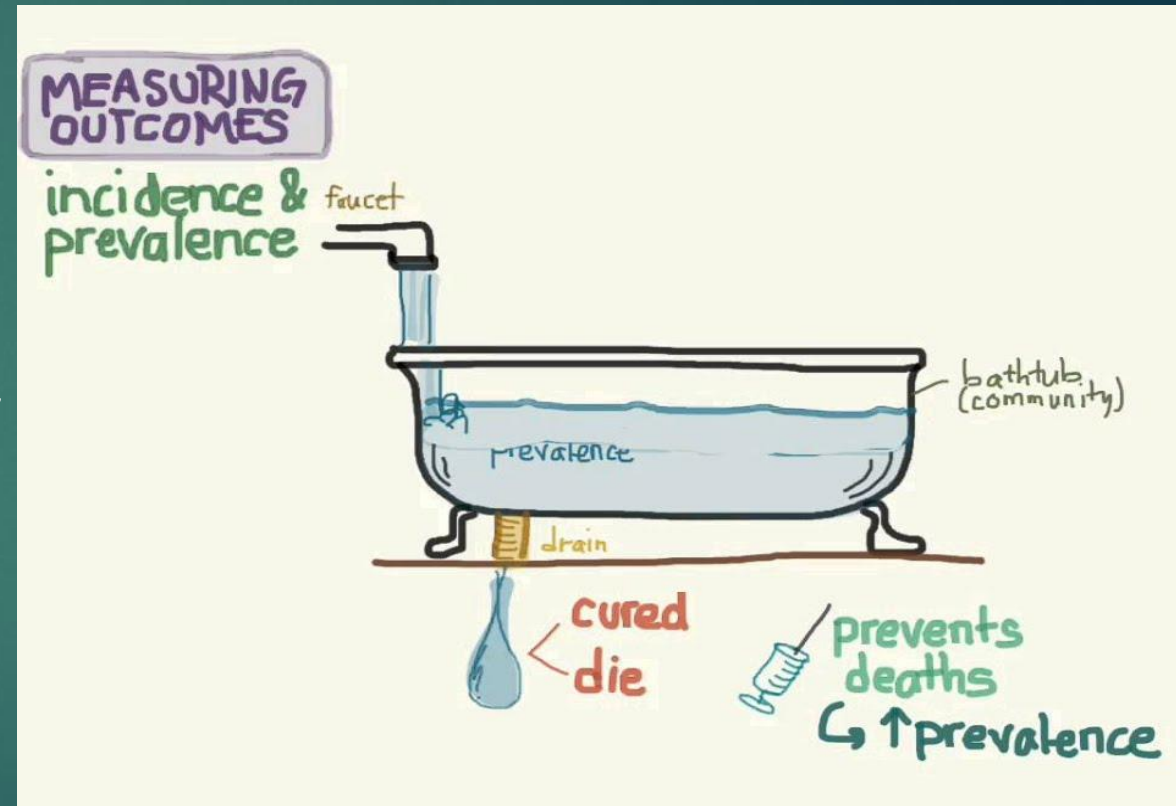 MEASURING
OUTCOMES
incidence &
prevalence
faucet
bathtub
(community)
prevalence
drain
cured
die
prevents
deaths
↳ ↑prevalence